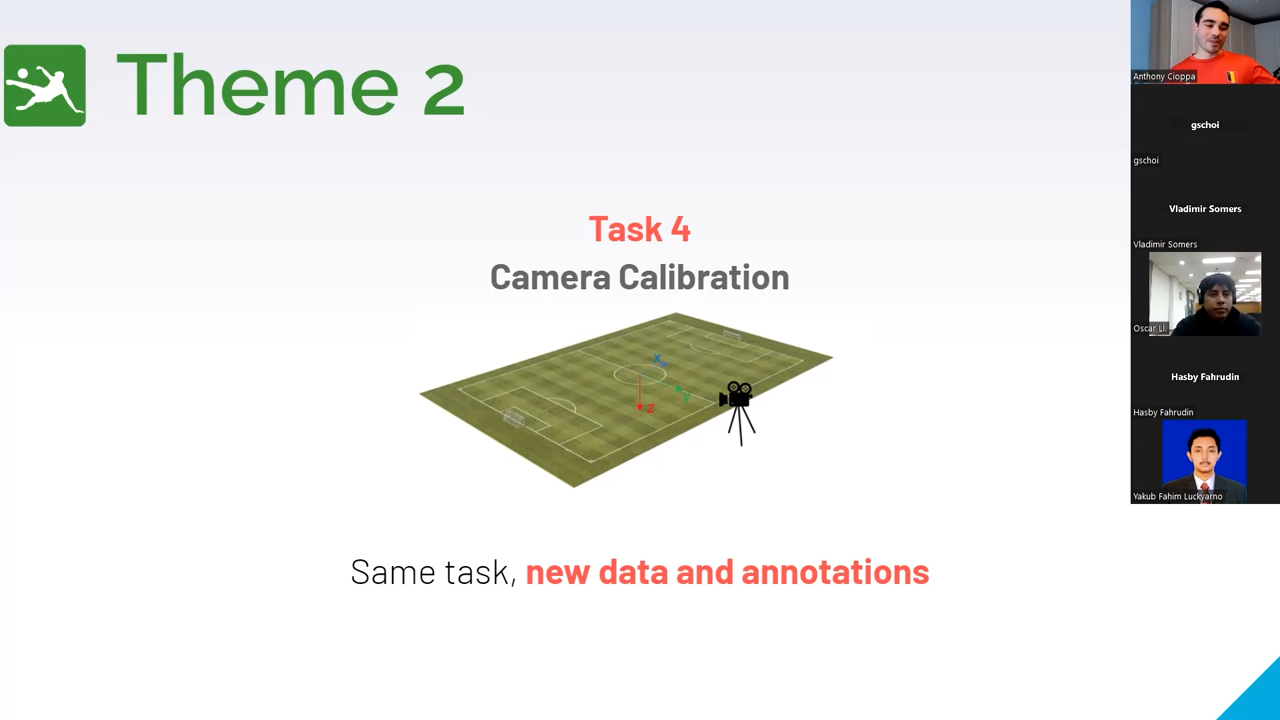 Theme 2
Task 4
Camera Calibration
X
y
Z
Same task, new data and annotations
Anthony Cioppa
gschoi
gschoi
Vladimir Somers
Vladimir Somers
Oscar Ll.
Hasby Fahrudin
Hasby Fahrudin
Yakub Fahim Luckyarno